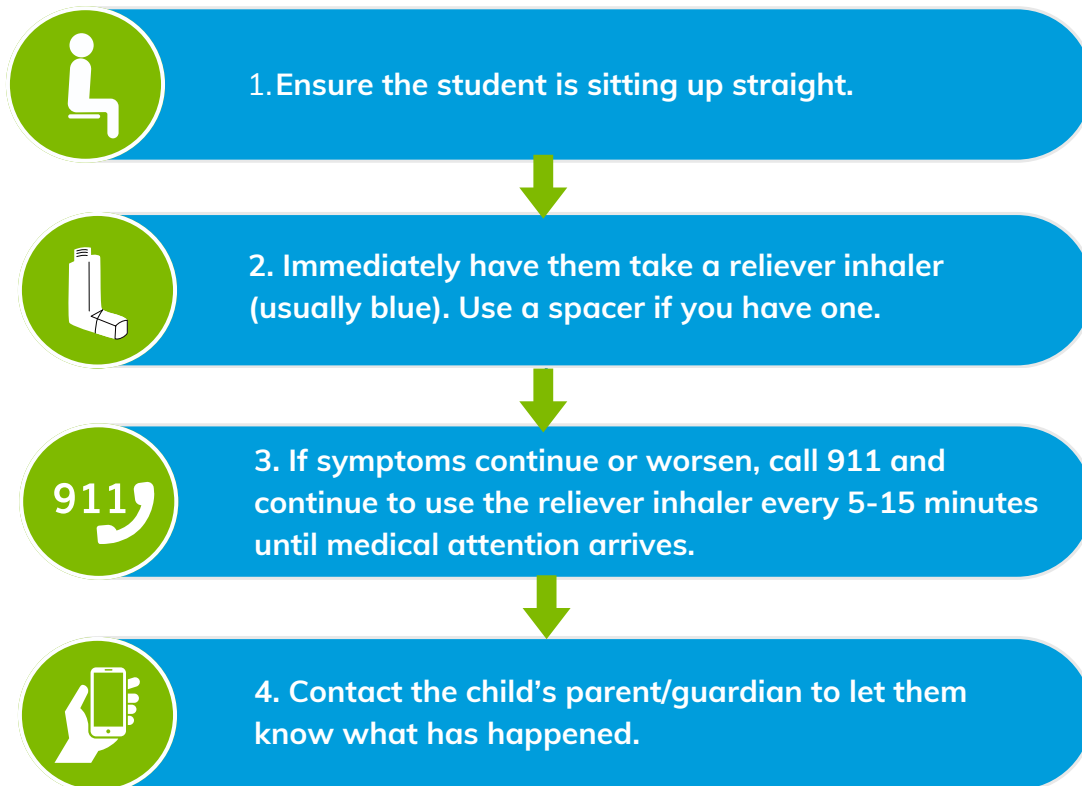 1. Ensure the student is sitting up straight.
2. Immediately have them take a reliever inhaler
(usually blue). Use a spacer if you have one.
911
3. If symptoms continue or worsen, call 911 and
continue to use the reliever inhaler every 5-15 minutes
until medical attention arrives.
4. Contact the child’s parent/guardian to let them
know what has happened.